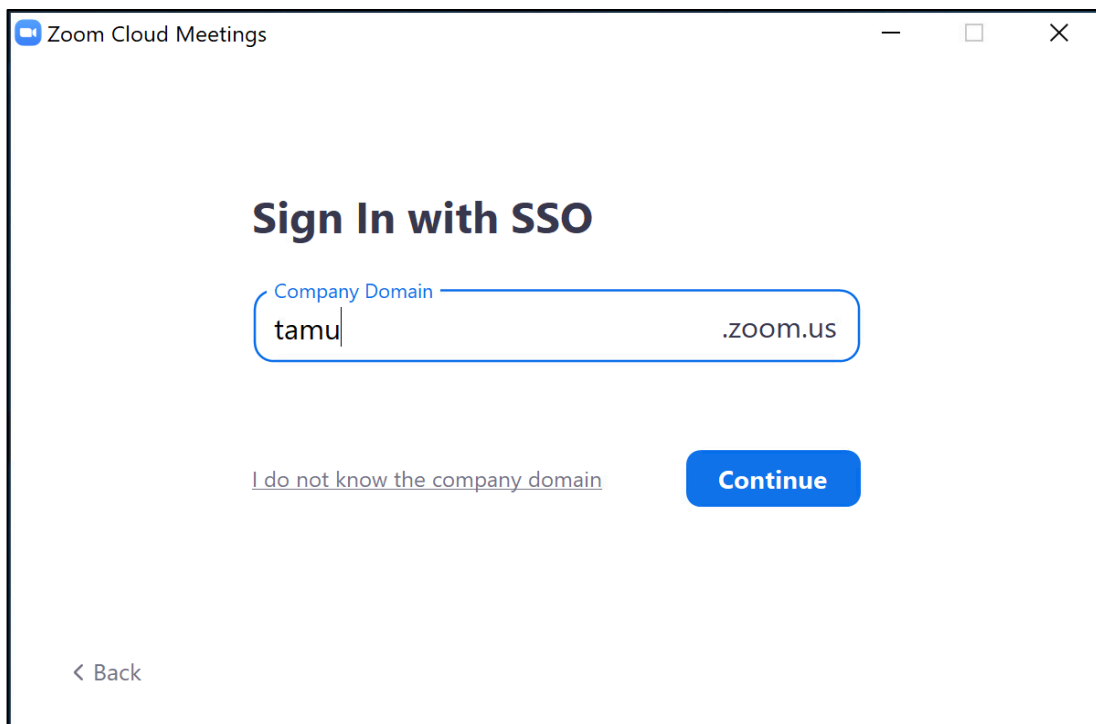 Zoom Cloud Meetings
Sign In with SSO
Company Domain
tamu .zoom.us
I do not know the company domain Continue
Back